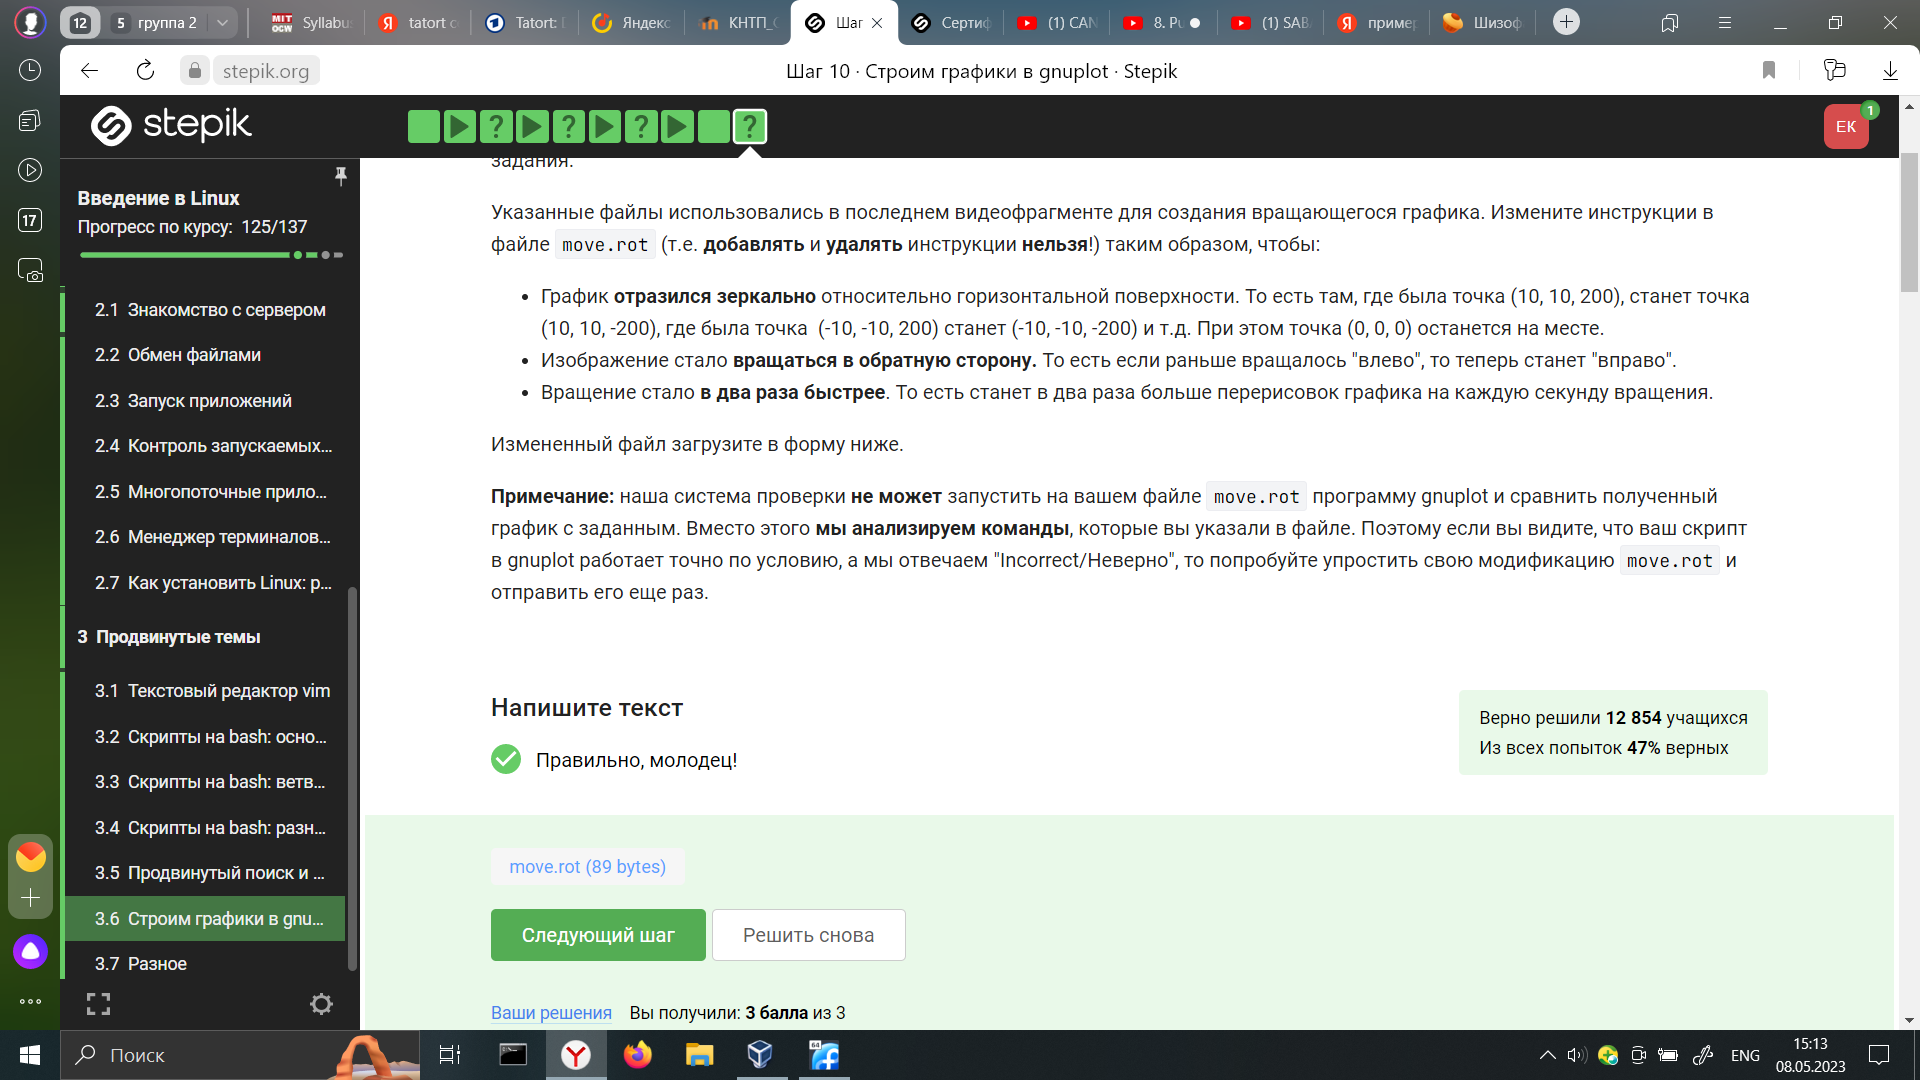 12
5 группа 2
MIT OCW Syllabu
Я tatort c
Tatort:
Яндекс
КНТП_
Шаг
Сертиф
(1) CAN
8. Pu
(1) SAB
Я пример
Шизоф
stepik.org
Шаг 10 · Строим графики в gnuplot · Stepik
17
stepik
?
?
?
?
ЕК
1
Введение в Linux
Прогресс по курсу: 125/137
2.1 Знакомство с сервером
2.2 Обмен файлами
2.3 Запуск приложений
2.4 Контроль запускаемых...
2.5 Многопоточные прило...
2.6 Менеджер терминалов...
2.7 Как установить Linux: р...
3 Продвинутые темы
3.1 Текстовый редактор vim
3.2 Скрипты на bash: осно...
3.3 Скрипты на bash: ветв...
3.4 Скрипты на bash: разн...
3.5 Продвинутый поиск и ...
3.6 Строим графики в gnu...
3.7 Разное
задания.
Указанные файлы использовались в последнем видеофрагменте для создания вращающегося графика. Измените инструкции в
файле move.rot (т.е. добавлять и удалять инструкции нельзя!) таким образом, чтобы:
• График отразился зеркально относительно горизонтальной поверхности. То есть там, где была точка (10, 10, 200), станет точка
(10, 10, -200), где была точка (-10, -10, 200) станет (-10, -10, -200) и т.д. При этом точка (0, 0, 0) останется на месте.
• Изображение стало вращаться в обратную сторону. То есть если раньше вращалось "влево", то теперь станет "вправо".
• Вращение стало в два раза быстрее. То есть станет в два раза больше перерисовок графика на каждую секунду вращения.
Измененный файл загрузите в форму ниже.
Примечание: наша система проверки не может запустить на вашем файле move.rot программу gnuplot и сравнить полученный
график с заданным. Вместо этого мы анализируем команды, которые вы указали в файле. Поэтому если вы видите, что ваш скрипт
в gnuplot работает точно по условию, а мы отвечаем "Incorrect/Неверно", то попробуйте упростить свою модификацию move.rot и
отправить его еще раз.
Напишите текст
Верно решили 12 854 учащихся
Из всех попыток 47% верных
Правильно, молодец!
move.rot (89 bytes)
Следующий шаг
Решить снова
Ваши решения Вы получили: 3 балла из 3
Поиск
64
ENG
15:13
08.05.2023